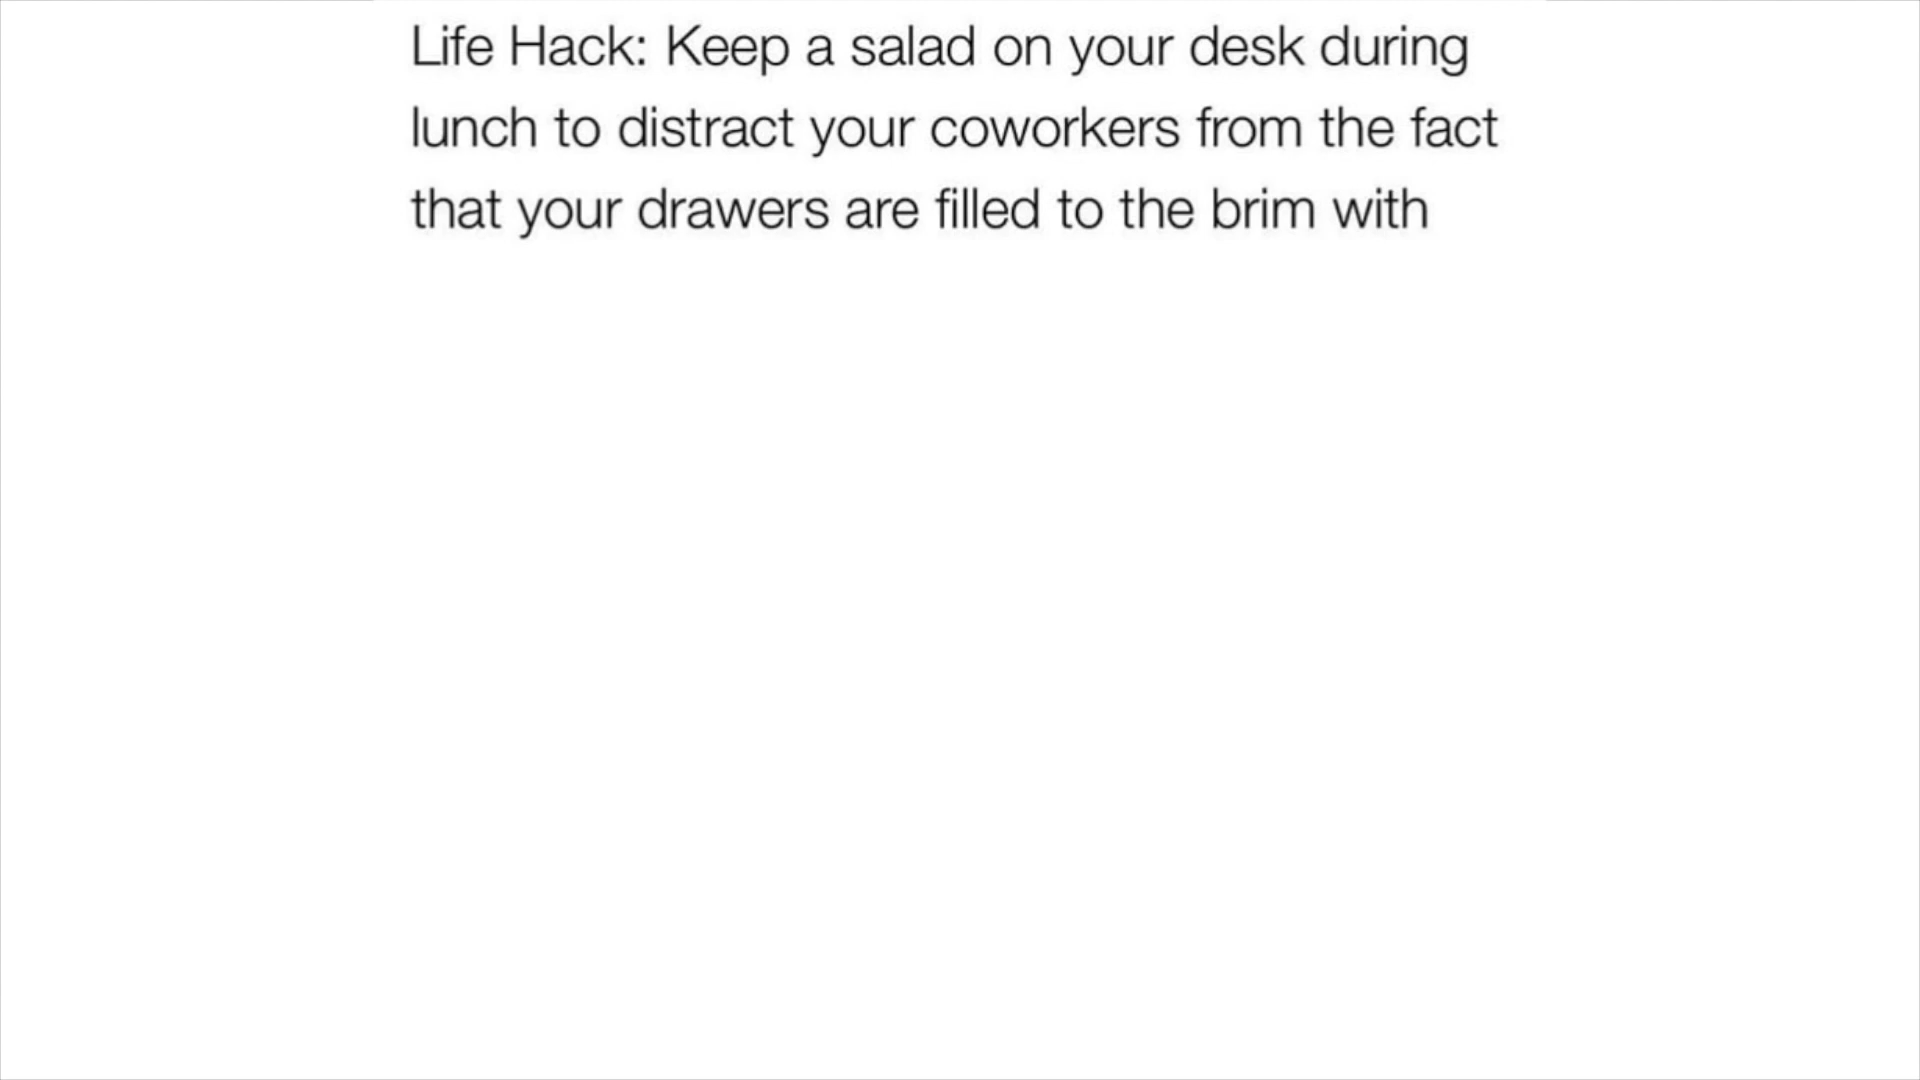 Life Hack: Keep a salad on your desk during
lunch to distract your coworkers from the fact
that your drawers are filled to the brim with